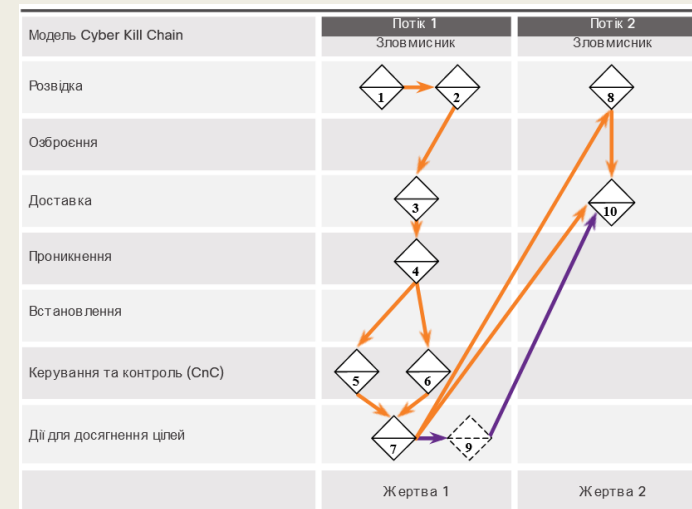 Модель Cyber Kill Chain
Потік 1
Потік 2
Зловмисник
Зловмисник
Розвідка
1
2
8
Озброєння
Доставка
3
10
Проникнення
4
Встановлення
Керування та контроль (CnC)
5
6
Дії для досягнення цілей
7
9
Жертва 1
Жертва 2